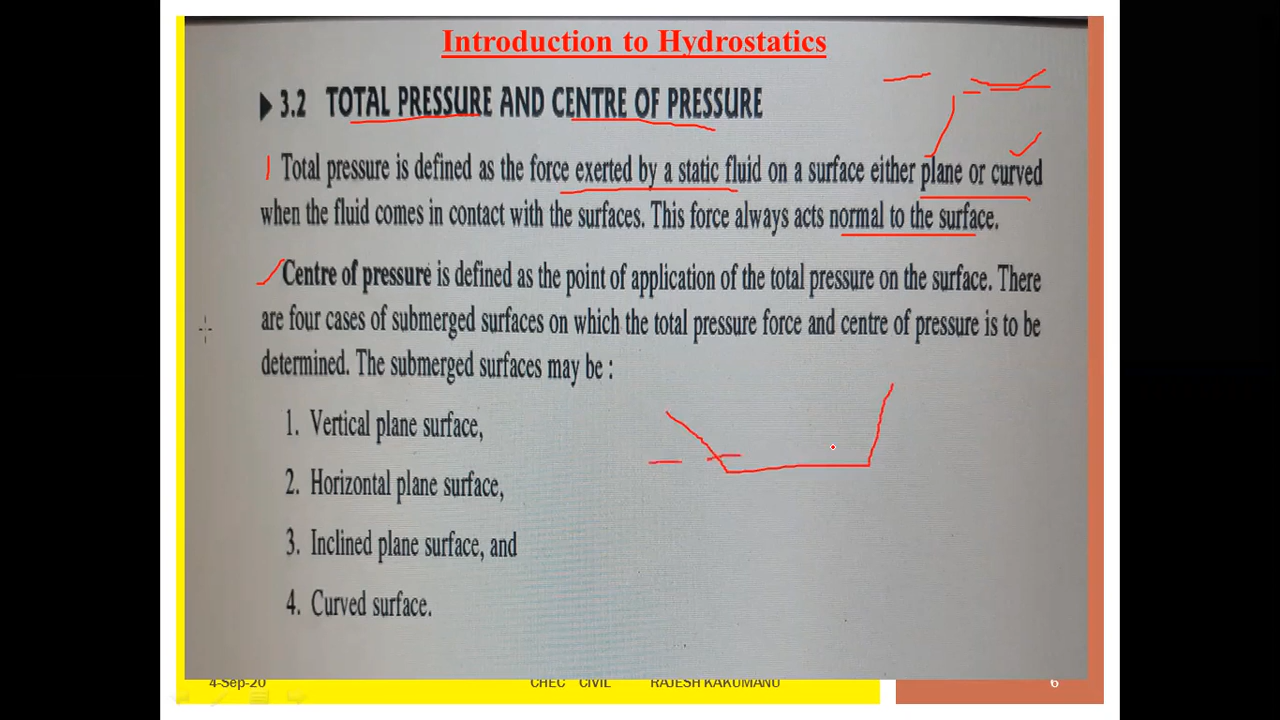 Introduction to Hydrostatics
3.2 TOTAL PRESSURE AND CENTRE OF PRESSURE
Total pressure is defined as the force exerted by a static fluid on a surface either plane or curved
when the fluid comes in contact with the surfaces. This force always acts normal to the surface.
Centre of pressure is defined as the point of application of the total pressure on the surface. There
are four cases of submerged surfaces on which the total pressure force and centre of pressure is to be
determined. The submerged surfaces may be :
1. Vertical plane surface,
2. Horizontal plane surface,
3. Inclined plane surface, and
4. Curved surface.
4-Sep-20 CHEC CIVIL RAJESH KAKUMANU 6